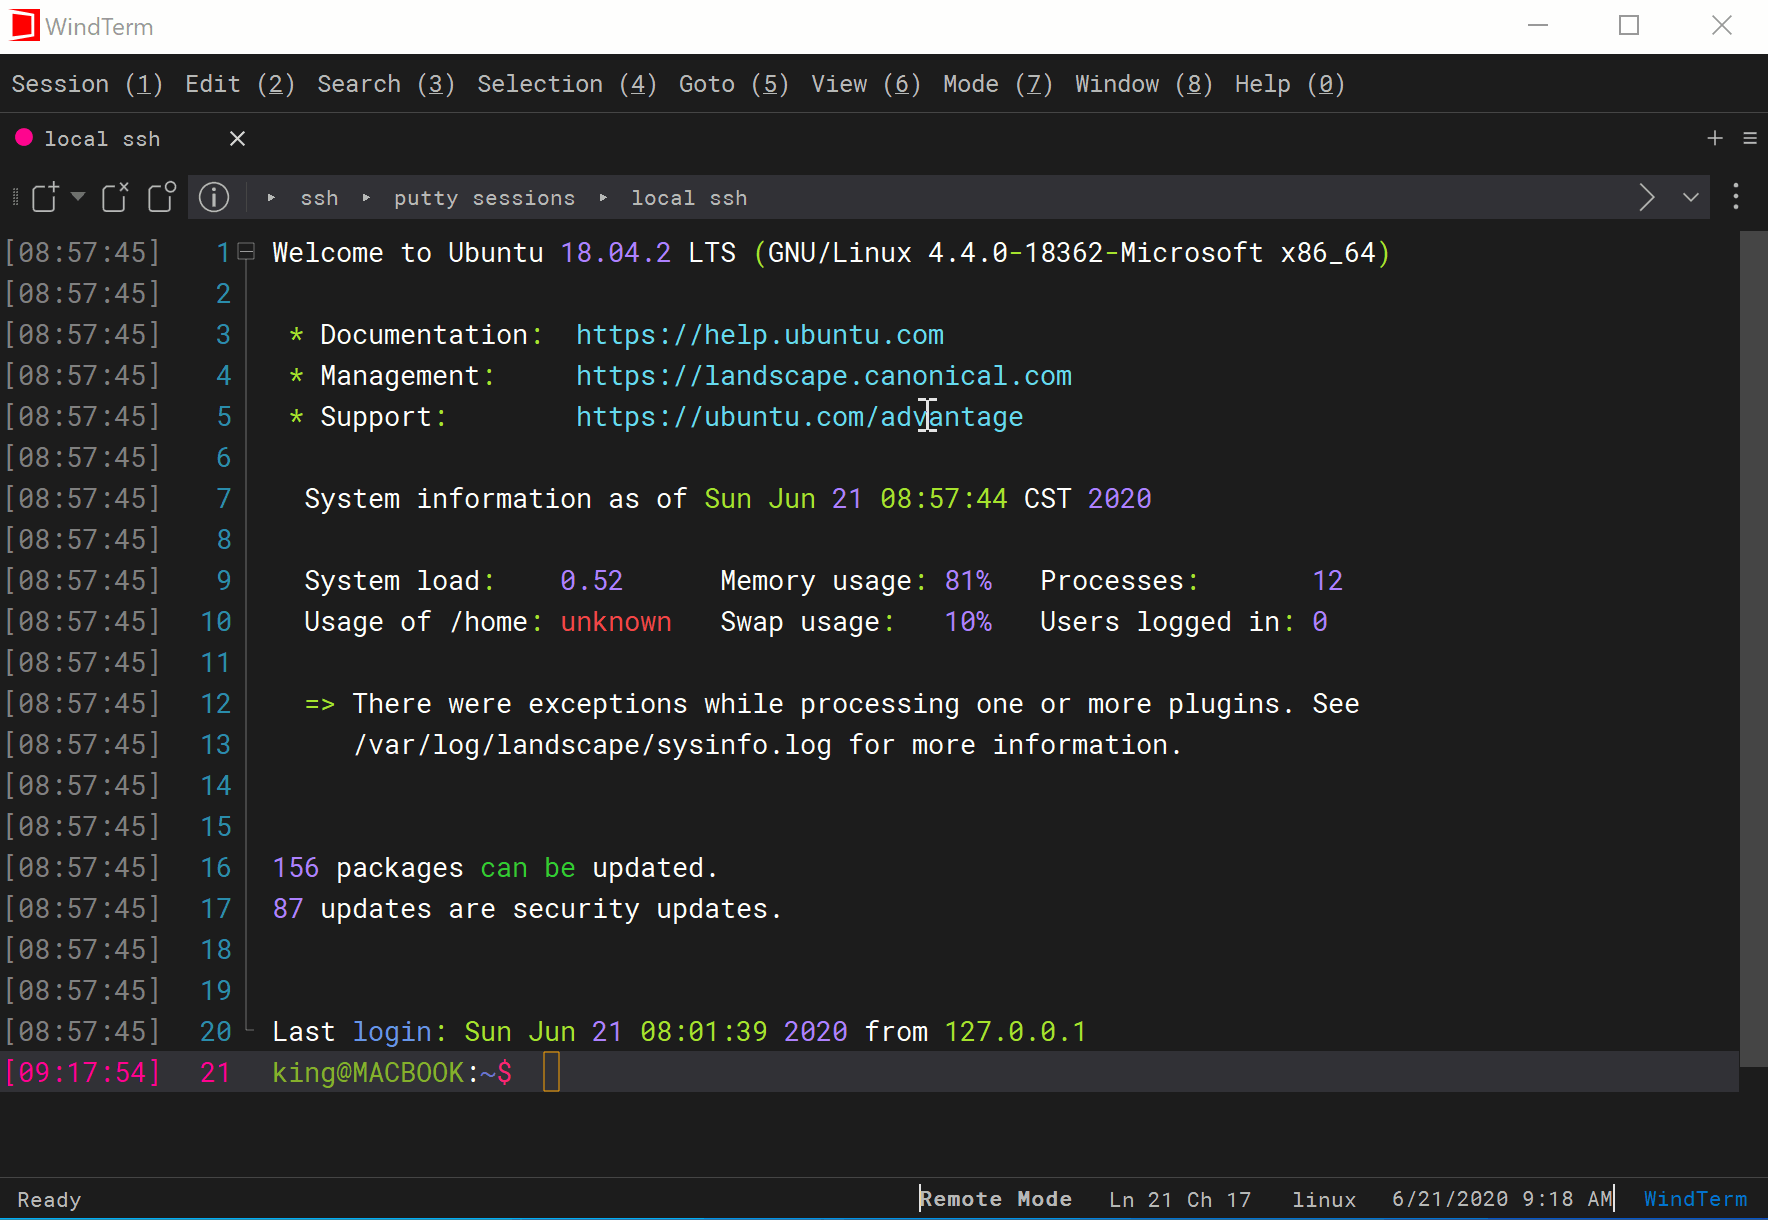 WindTerm
Session (1) Edit (2) Search (3) Selection (4) Goto (5) View (6) Mode (7) Window (8) Help (0)
local ssh
ssh putty sessions local ssh
[08:57:45] 1 Welcome to Ubuntu 18.04.2 LTS (GNU/Linux 4.4.0-18362-Microsoft x86_64)
[08:57:45] 2
[08:57:45] 3 * Documentation: https://help.ubuntu.com
[08:57:45] 4 * Management: https://landscape.canonical.com
[08:57:45] 5 * Support: https://ubuntu.com/advantage
[08:57:45] 6
[08:57:45] 7 System information as of Sun Jun 21 08:57:44 CST 2020
[08:57:45] 8
[08:57:45] 9 System load: 0.52 Memory usage: 81% Processes: 12
[08:57:45] 10 Usage of /home: unknown Swap usage: 10% Users logged in: 0
[08:57:45] 11
[08:57:45] 12 => There were exceptions while processing one or more plugins. See
[08:57:45] 13 /var/log/landscape/sysinfo.log for more information.
[08:57:45] 14
[08:57:45] 15
[08:57:45] 16 156 packages can be updated.
[08:57:45] 17 87 updates are security updates.
[08:57:45] 18
[08:57:45] 19
[08:57:45] 20 Last login: Sun Jun 21 08:01:39 2020 from 127.0.0.1
[09:17:54] 21 king@MACBOOK:~$
Ready Remote Mode Ln 21 Ch 17 linux 6/21/2020 9:18 AM WindTerm